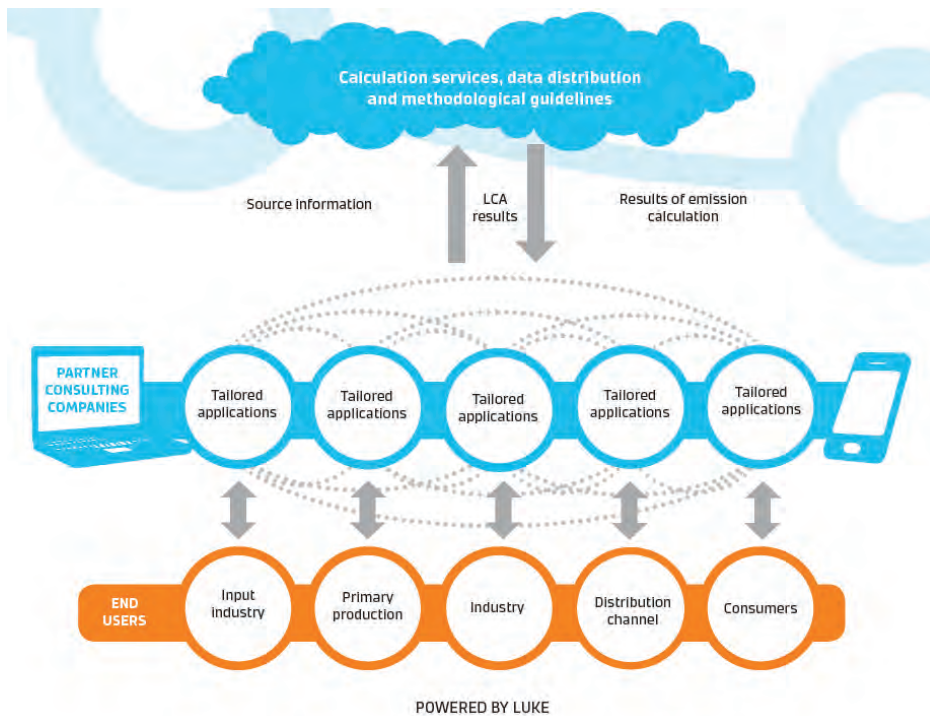 Calculation services, data distribution
and methodological guidelines
Source information
LCA
results
Results of emission
calculation
PARTNER
CONSULTING
COMPANIES
Tailored
applications
Tailored
applications
Tailored
applications
Tailored
applications
Tailored
applications
END
USERS
Input
industry
Primary
production
Industry
Distribution
channel
Consumers
POWERED BY LUKE